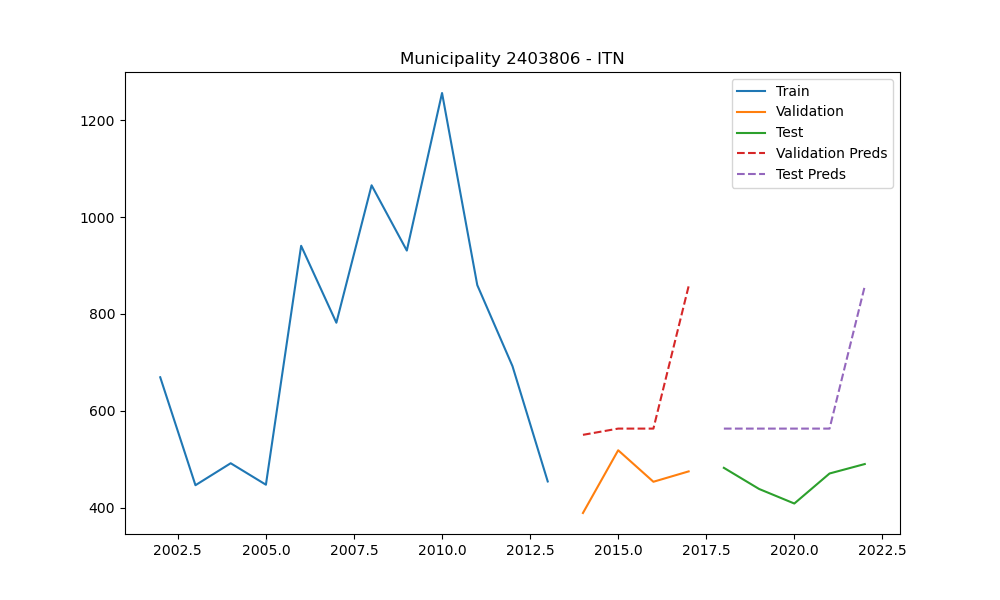 Municipality 2403806 - ITN
Train
Validation
Test
Validation Preds
Test Preds
1200
1000
800
600
400
2002.5 2005.0 2007.5 2010.0 2012.5 2015.0 2017.5 2020.0 2022.5